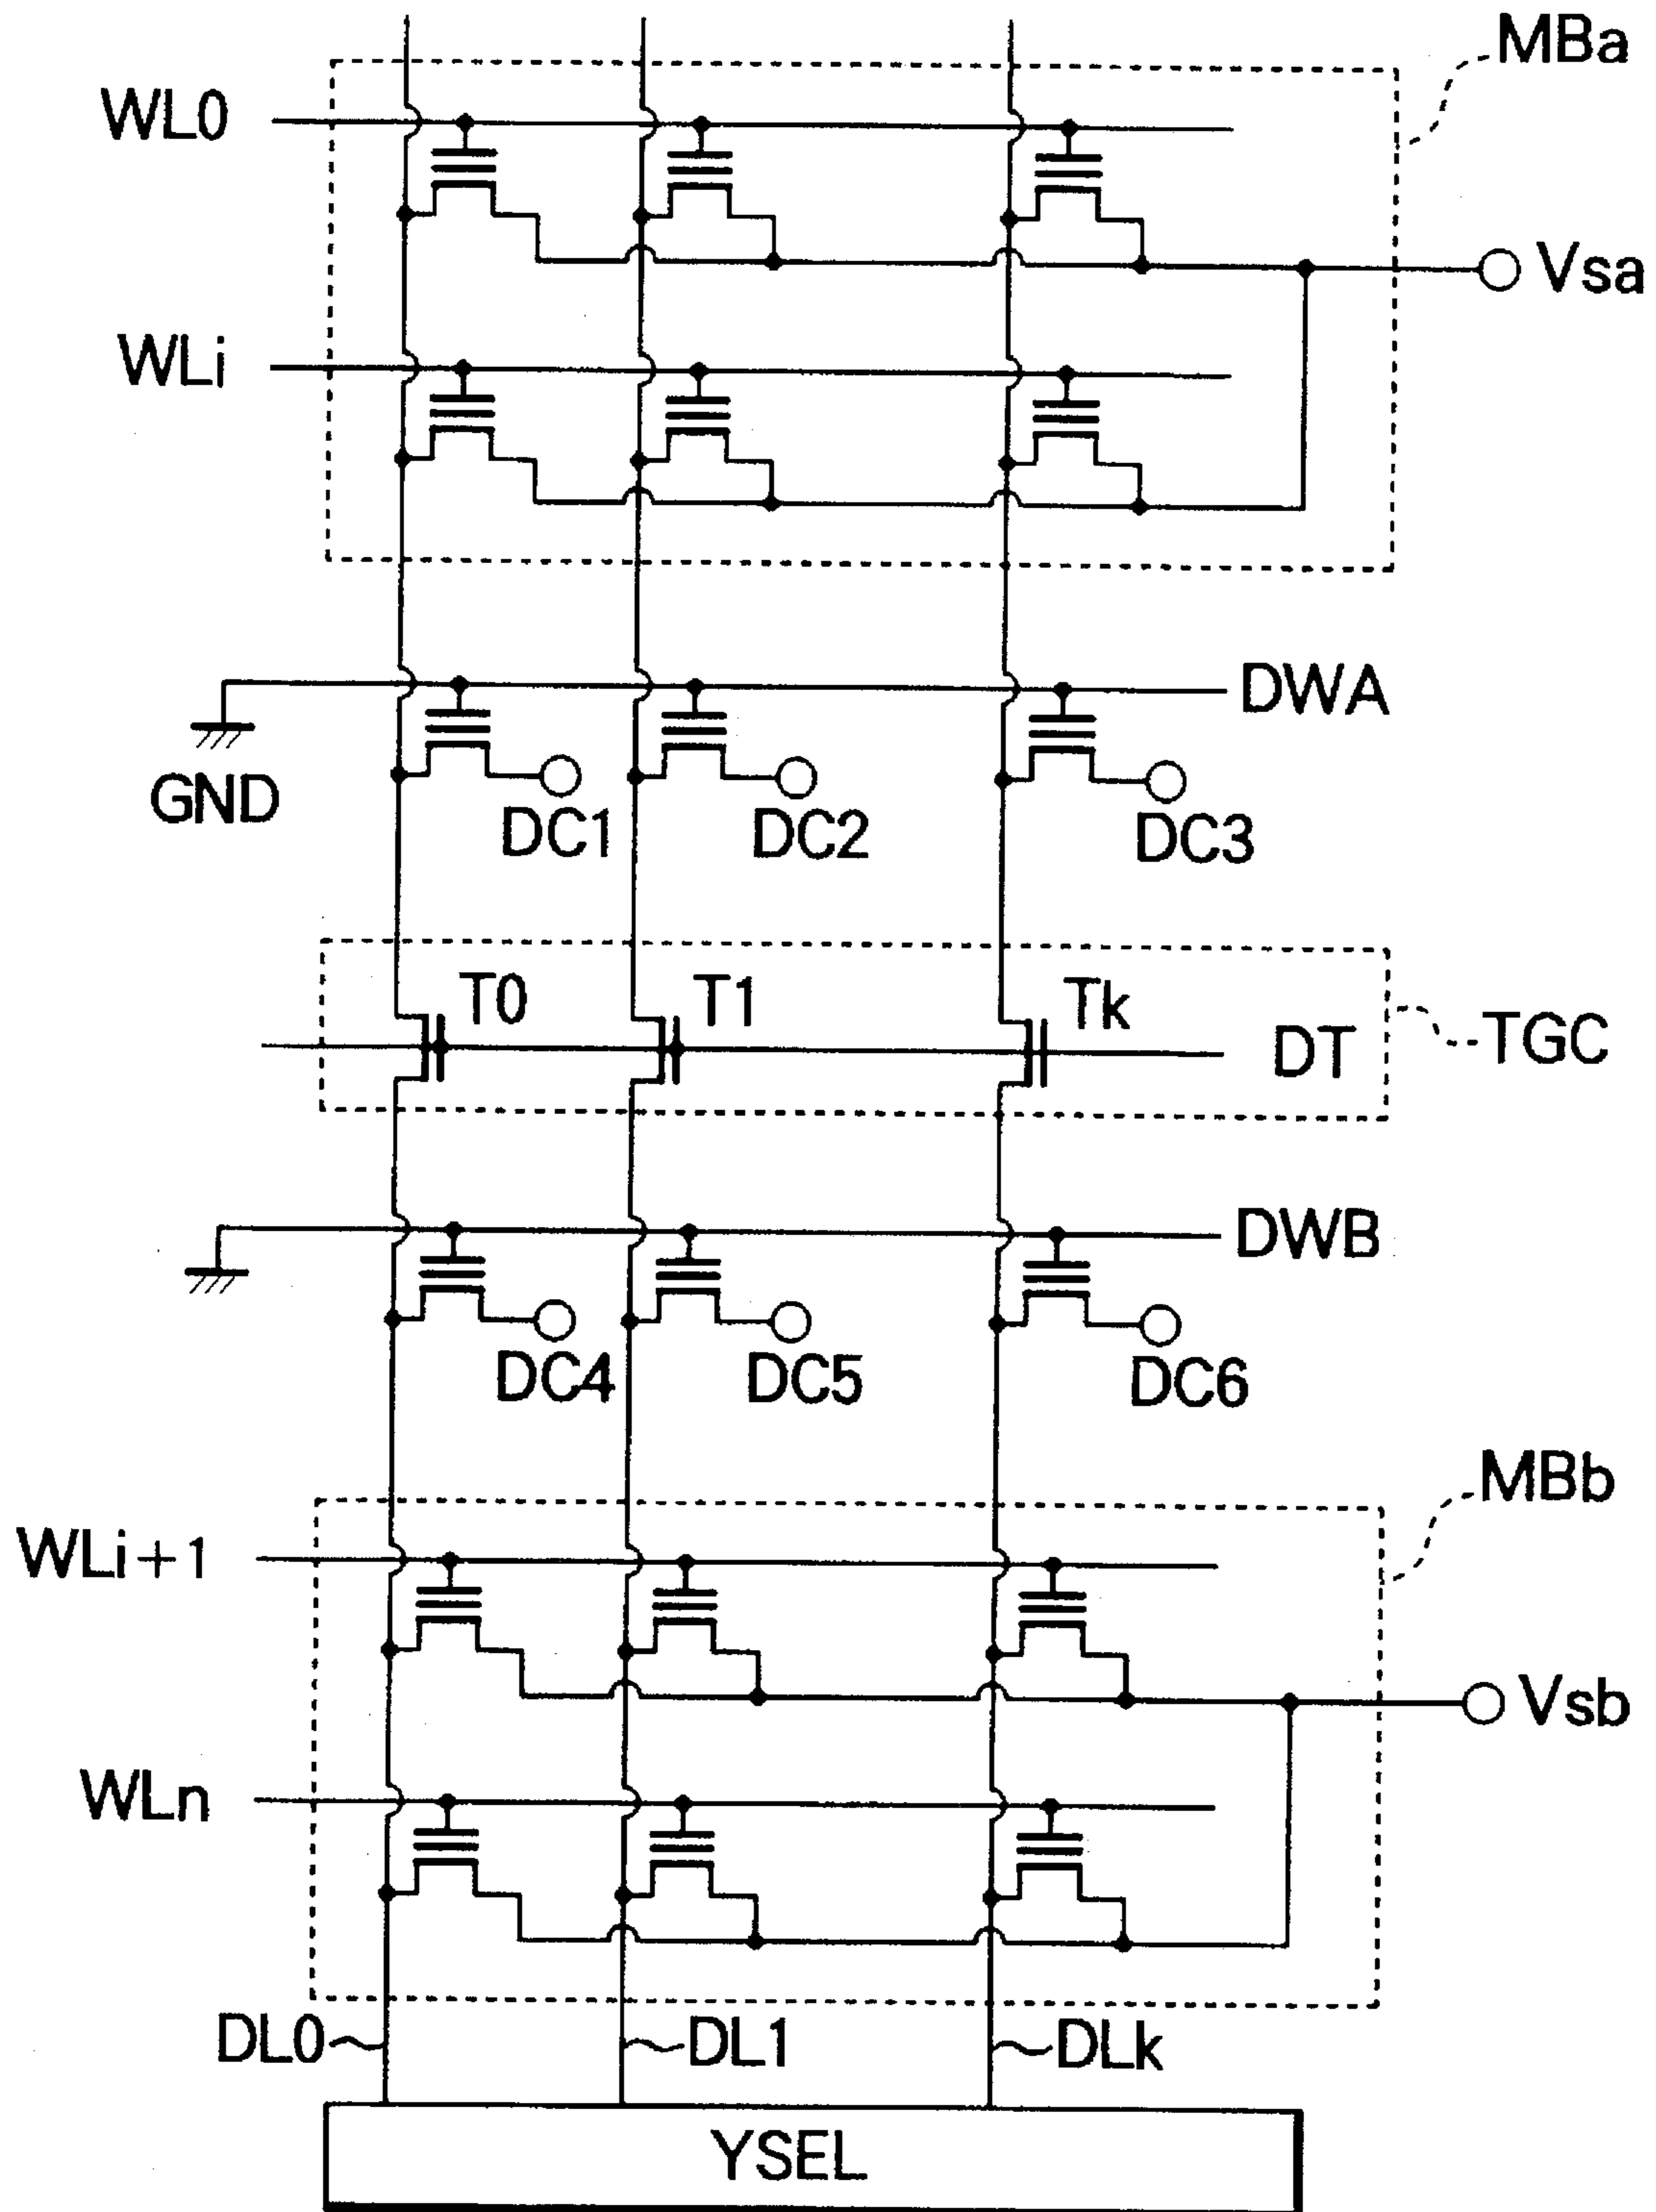 MBa
WL0
Vsa
WLi
DWA
GND
DC1 DC2 DC3
T0 T1 Tk
DT
TGC
DWB
DC4 DC5 DC6
MBb
WLi+1
Vsb
WLn
DL0 DL1 DLk
YSEL